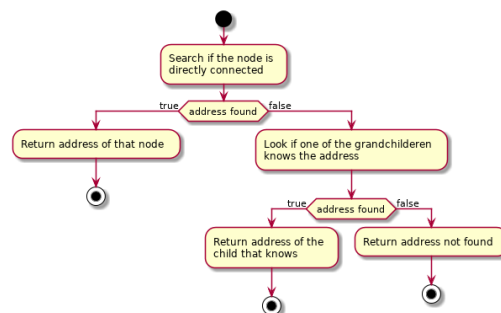 Search if the node is
directly connected
true
address found
false
Return address of that node
Look if one of the grandchilderen
knows the address
true
address found
false
Return address of the
child that knows
Return address not found